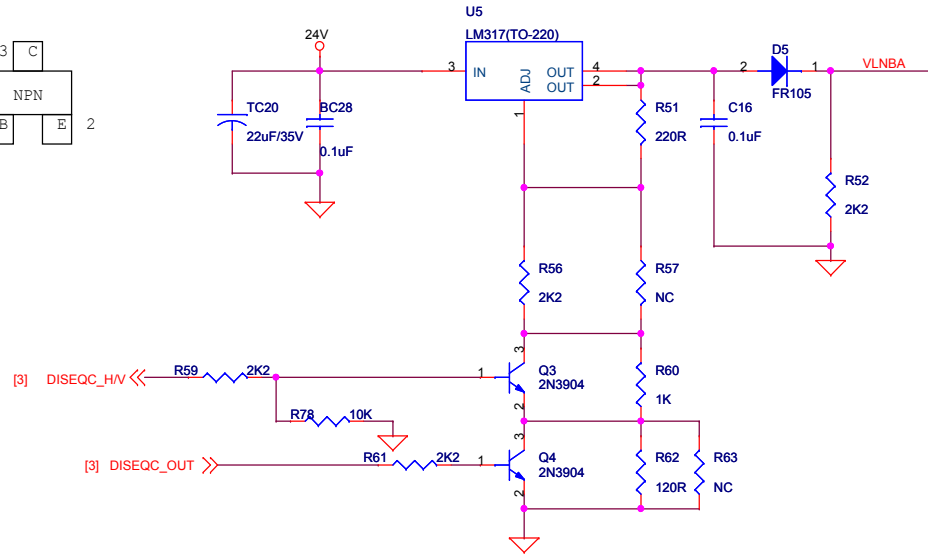 U5
24V
LM317(TO-220)
3 C
D5
3 IN ADJ OUT 4
OUT 2
2 1 VLNBA
NPN
FR105
TC20 BC28
R51 C16
B E 2
1
22uF/35V
220R 0.1uF
0.1uF
R52
2K2
R56 R57
2K2 NC
3
R59 2K2 1 Q3 R60
[3] DISEQC_H/V
2N3904
2 1K
R78 10K
3
R61 2K2 1 Q4 R62 R63
[3] DISEQC_OUT
2N3904
2 120R NC